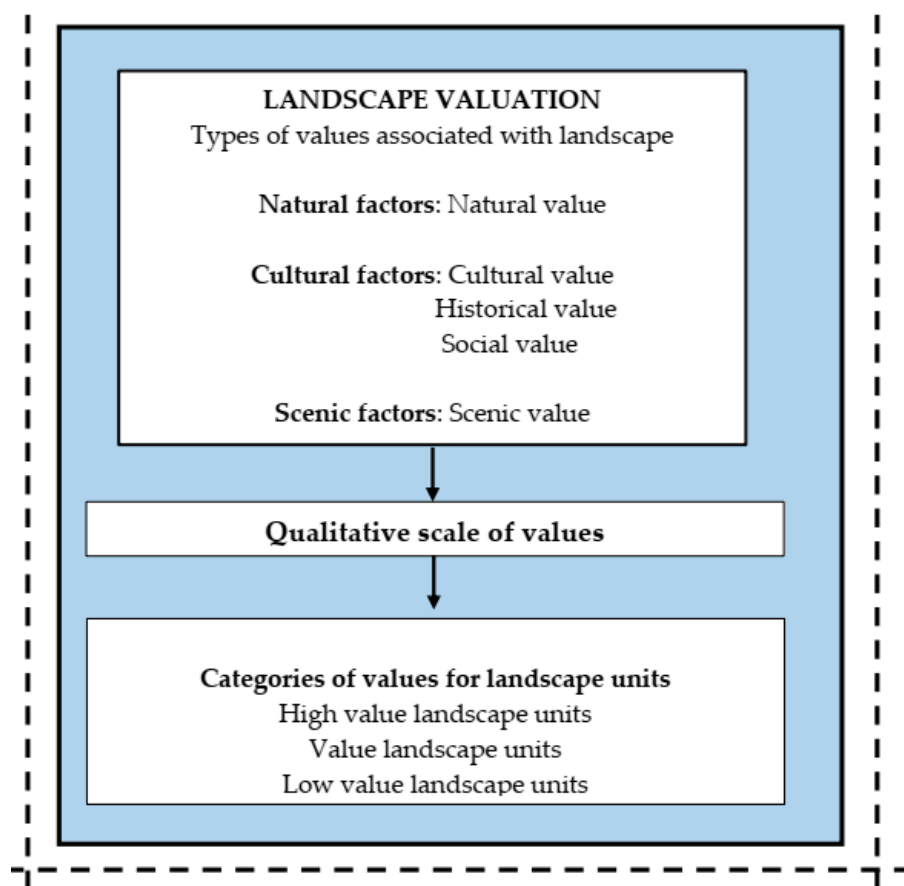 LANDSCAPE VALUATION
Types of values associated with landscape
Natural factors: Natural value
Cultural factors: Cultural value
Historical value
Social value
Scenic factors: Scenic value
Qualitative scale of values
Categories of values for landscape units
High value landscape units
Value landscape units
Low value landscape units